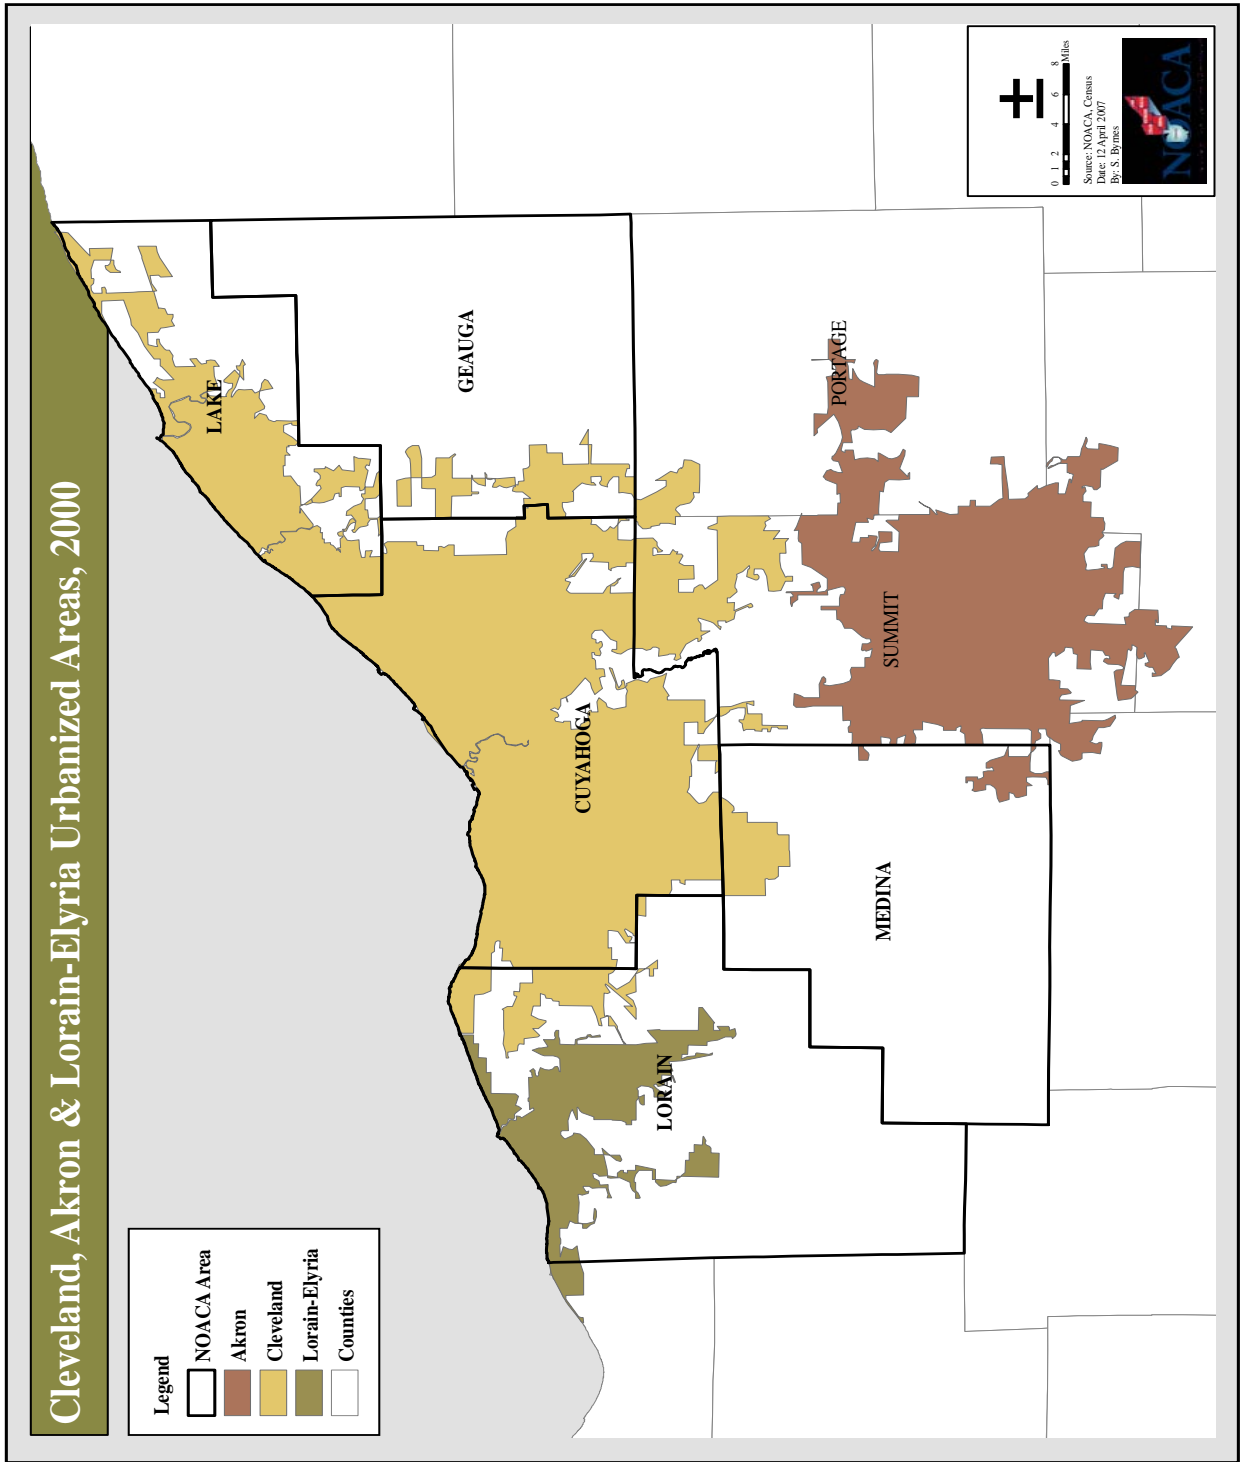 Cleveland, Akron & Lorain-Elyria Urbanized Areas, 2000
Legend
NOACA Area
Akron
Cleveland
Lorain-Elyria
Counties
LAKE
GEAUGA
CUYAHOGA
LORAIN
MEDINA
SUMMIT
PORTAGE
0 1 2 4 6 8
Miles
Source: NOACA, Census
Date: 12 April 2007
By: S. Byrnes
NOACA